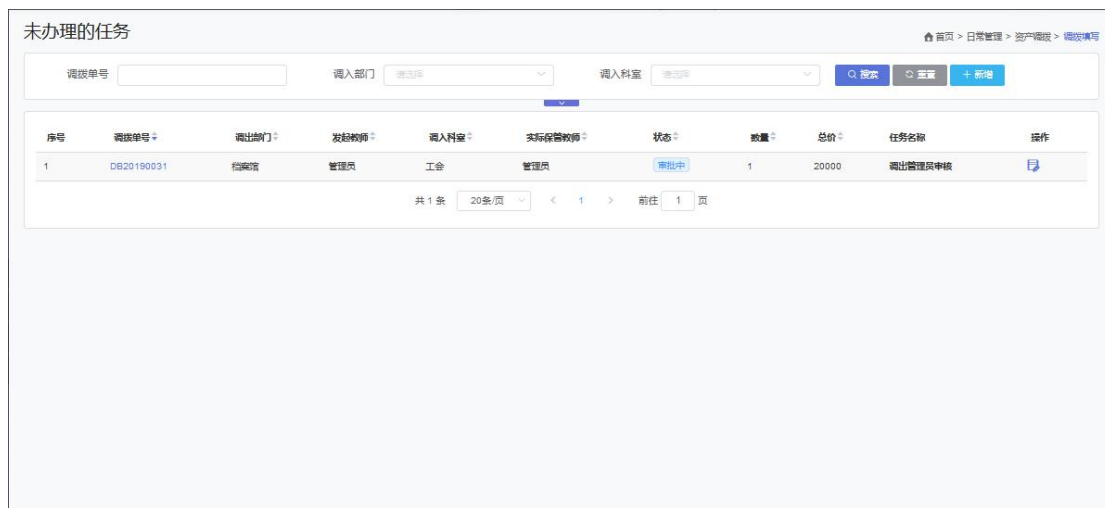 未办理的任务
首页 > 日常管理 > 资产调拨 > 调拨填写
调拨单号 调入部门 请选择 调入科室 请选择 搜索 重置 + 新增
序号 调拨单号 调出部门 发起教师 调入科室 实际保管教师 状态 数量 总价 任务名称 操作
1 DB20190031 档案馆 管理员 工会 管理员 审批中 1 20000 调出管理员审核
共 1 条 20条/页 < 1 > 前往 1 页